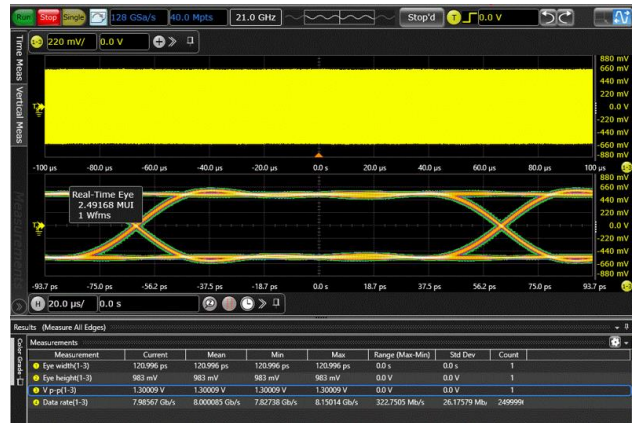 Run Stop Single 128 GSa/s 40.0 Mpts 21.0 GHz Stop'd T 0.0 V
1-3 220 mV/ 0.0 V
Time Meas
Vertical Meas
Measurements
880 mV
660 mV
440 mV
220 mV
0.0 V
-220 mV
-440 mV
-660 mV
-880 mV
-100 µs -80.0 µs -60.0 µs -40.0 µs -20.0 µs 0.0 s 20.0 µs 40.0 µs 60.0 µs 80.0 µs 100 µs
880 mV
660 mV
440 mV
220 mV
0.0 V
-220 mV
-440 mV
-660 mV
-880 mV
Real-Time Eye
2.49168 MUI
1 Wfms
-93.7 ps -75.0 ps -56.2 ps -37.5 ps -18.7 ps 0.0 s 18.7 ps 37.5 ps 56.2 ps 75.0 ps 93.7 ps
H 20.0 µs/ 0.0 s
Results (Measure All Edges)
Color Grade
Measurements
Measurement Current Mean Min Max Range (Max-Min) Std Dev Count
1 Eye width(1-3) 120.996 ps 120.996 ps 120.996 ps 120.996 ps 0.0 s 0.0 s 1
2 Eye height(1-3) 983 mV 983 mV 983 mV 983 mV 0.0 V 0.0 V 1
3 V p-p(1-3) 1.30009 V 1.30009 V 1.30009 V 1.30009 V 0.0 V 0.0 V 1
4 Data rate(1-3) 7.98567 Gb/s 8.000085 Gb/s 7.82738 Gb/s 8.15014 Gb/s 322.7505 Mb/s 26.17579 Mb/ 249999